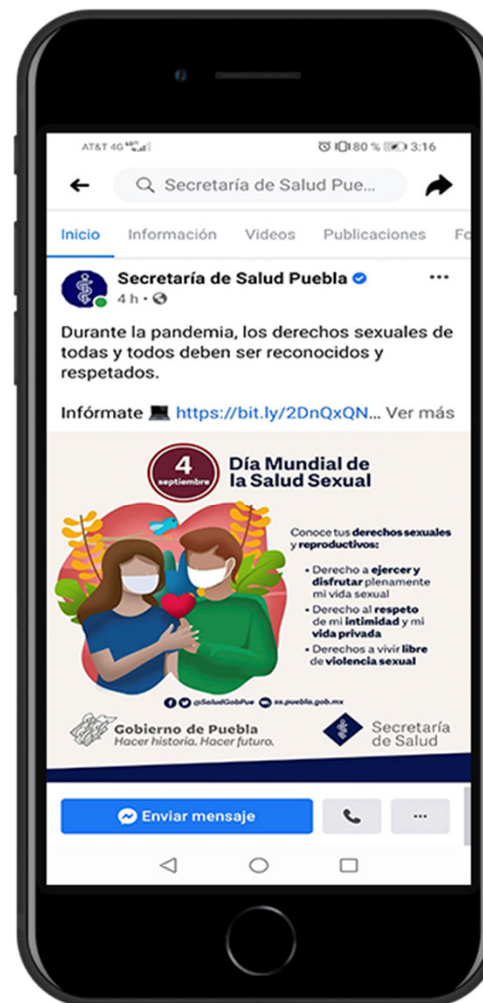 AT&T 4G 80 % 3:16
Secretaría de Salud Pue...
Inicio Información Videos Publicaciones Fo
Secretaría de Salud Puebla
4 h
Durante la pandemia, los derechos sexuales de
todas y todos deben ser reconocidos y
respetados.
Infórmate https://bit.ly/2DnQxQN... Ver más
4
septiembre
Día Mundial de
la Salud Sexual
Conoce tus derechos sexuales
y reproductivos:
• Derecho a ejercer y
disfrutar plenamente
mi vida sexual
• Derecho al respeto
de mi intimidad y mi
vida privada
• Derechos a vivir libre
de violencia sexual
@SaludGobPue ss.puebla.gob.mx
Gobierno de Puebla
Hacer historia. Hacer futuro.
Secretaría
de Salud
Enviar mensaje